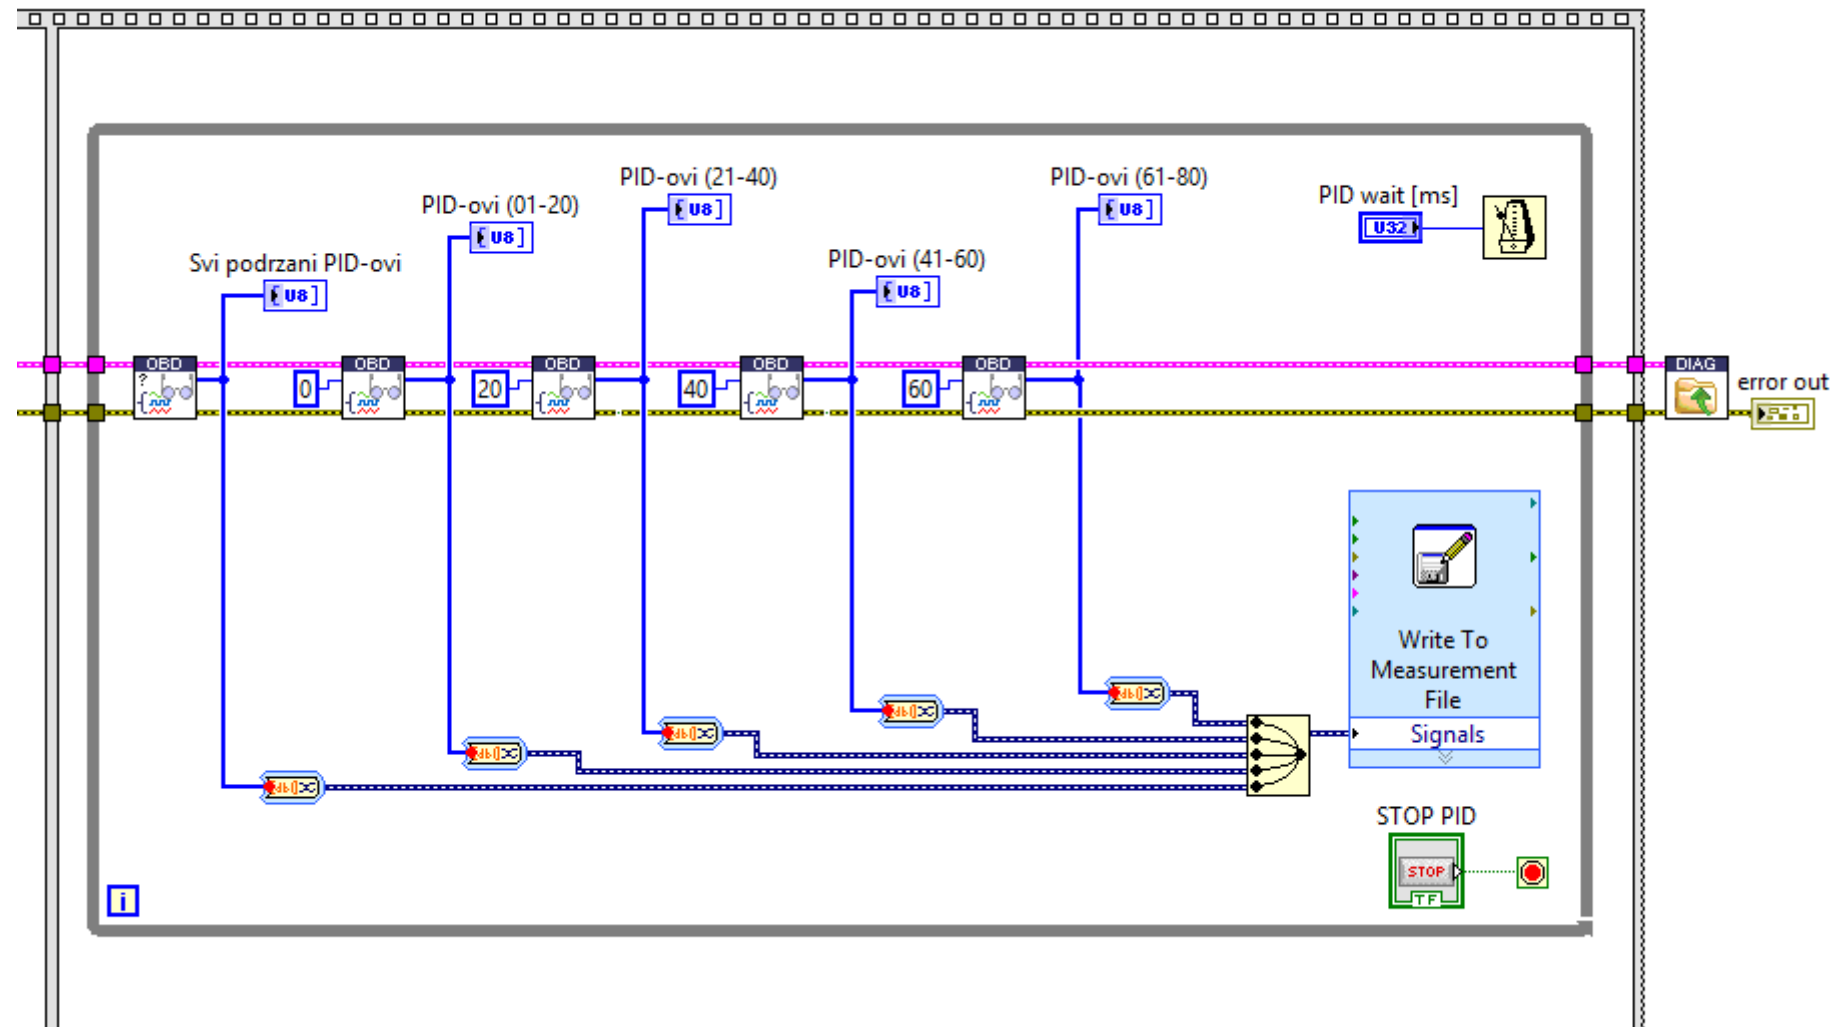 PID-ovi (21-40)
[U8]
PID-ovi (61-80)
[U8]
PID wait [ms]
U32
PID-ovi (01-20)
[U8]
Svi podrzani PID-ovi
[U8]
PID-ovi (41-60)
[U8]
OBD
?
0
OBD
20
OBD
40
OBD
60
OBD
DIAG
error out
Write To
Measurement
File
Signals
STOP PID
STOP
TF
i